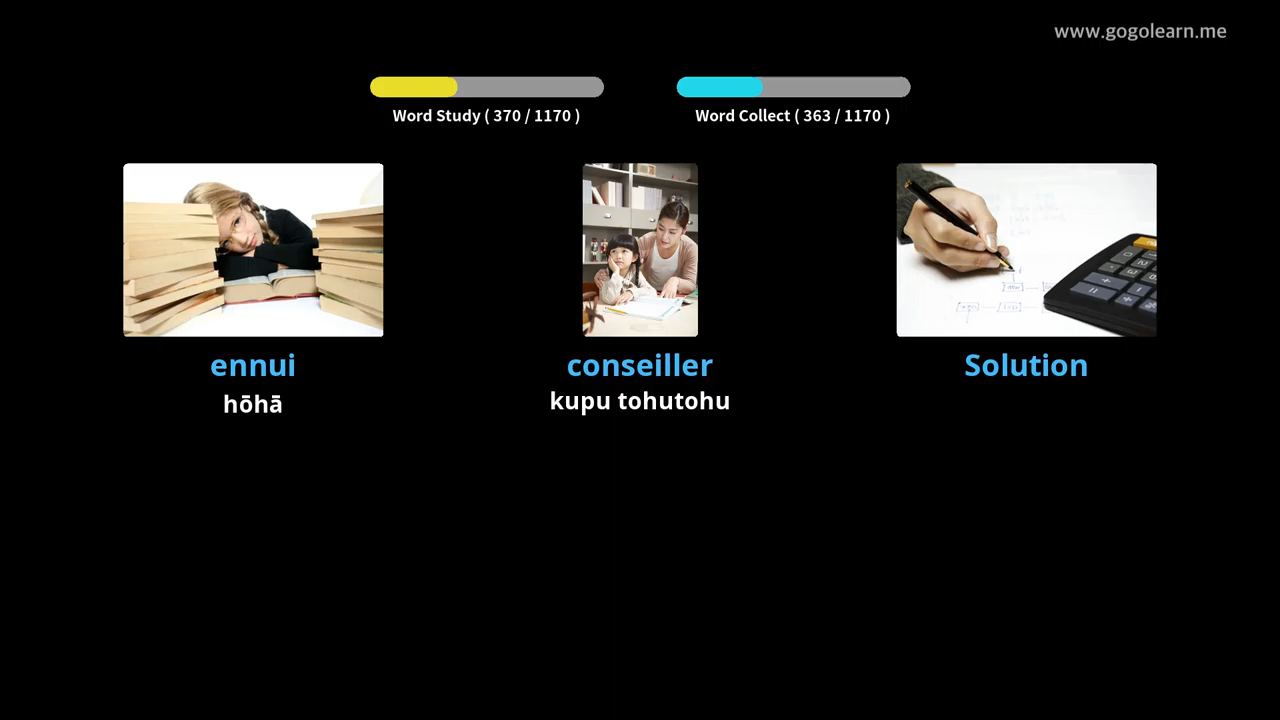 www.gogolearn.me
Word Study ( 370 / 1170 )
Word Collect ( 363 / 1170 )
ennui
conseiller
Solution
hōhā
kupu tohutohu